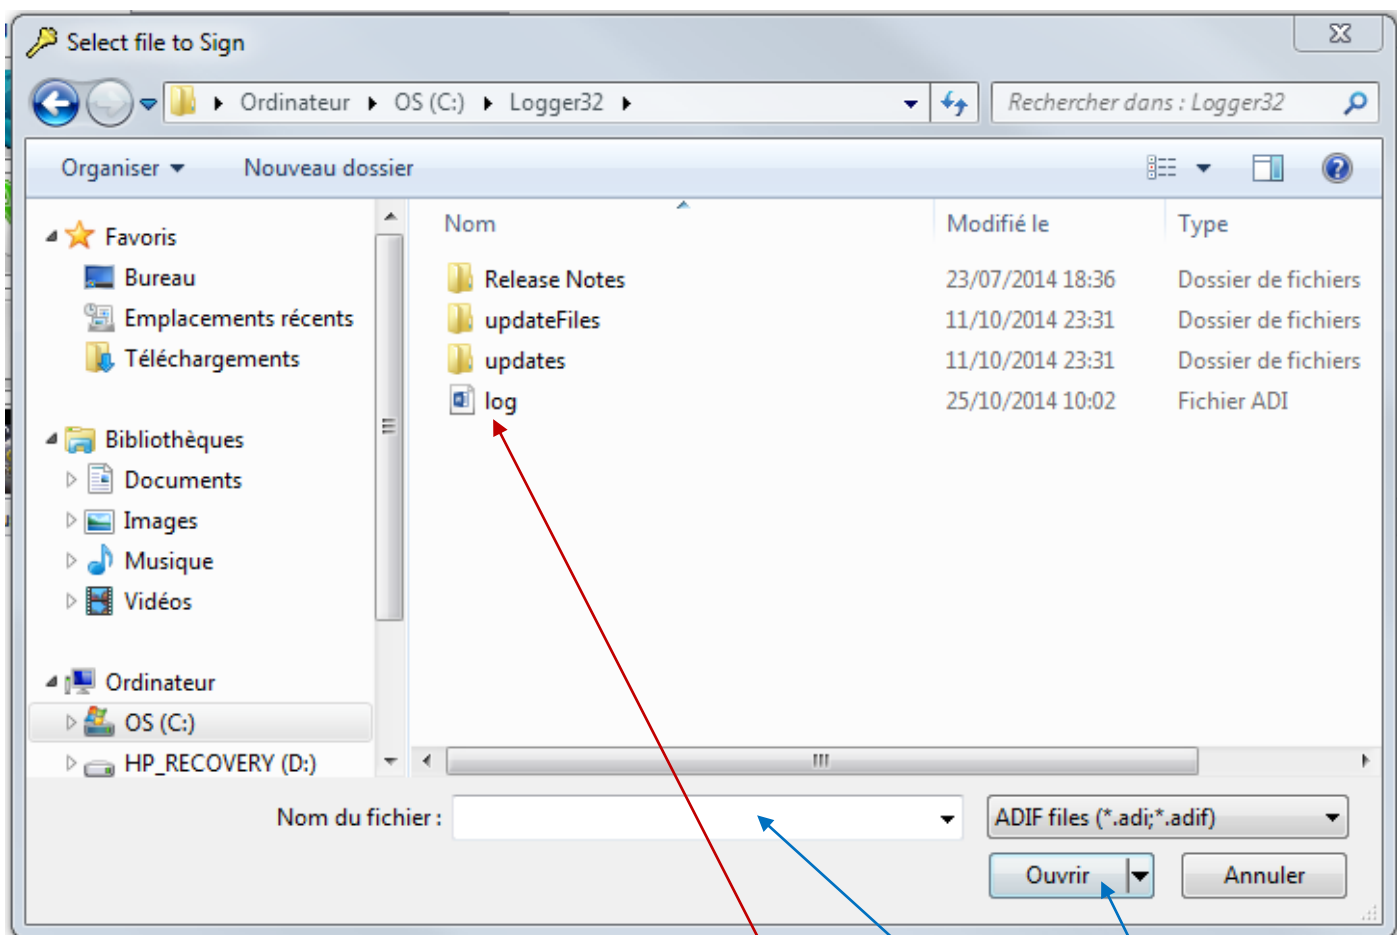 Select file to Sign
Ordinateur OS (C:) Logger32
Rechercher dans : Logger32
Organiser Nouveau dossier
Nom Modifié le Type
Favoris
Bureau
Emplacements récents
Téléchargements
Bibliothèques
Documents
Images
Musique
Vidéos
Ordinateur
OS (C:)
HP_RECOVERY (D:)
Release Notes 23/07/2014 18:36 Dossier de fichiers
updateFiles 11/10/2014 23:31 Dossier de fichiers
updates 11/10/2014 23:31 Dossier de fichiers
log 25/10/2014 10:02 Fichier ADI
Nom du fichier : ADIF files (*.adi;*.adif)
Ouvrir Annuler